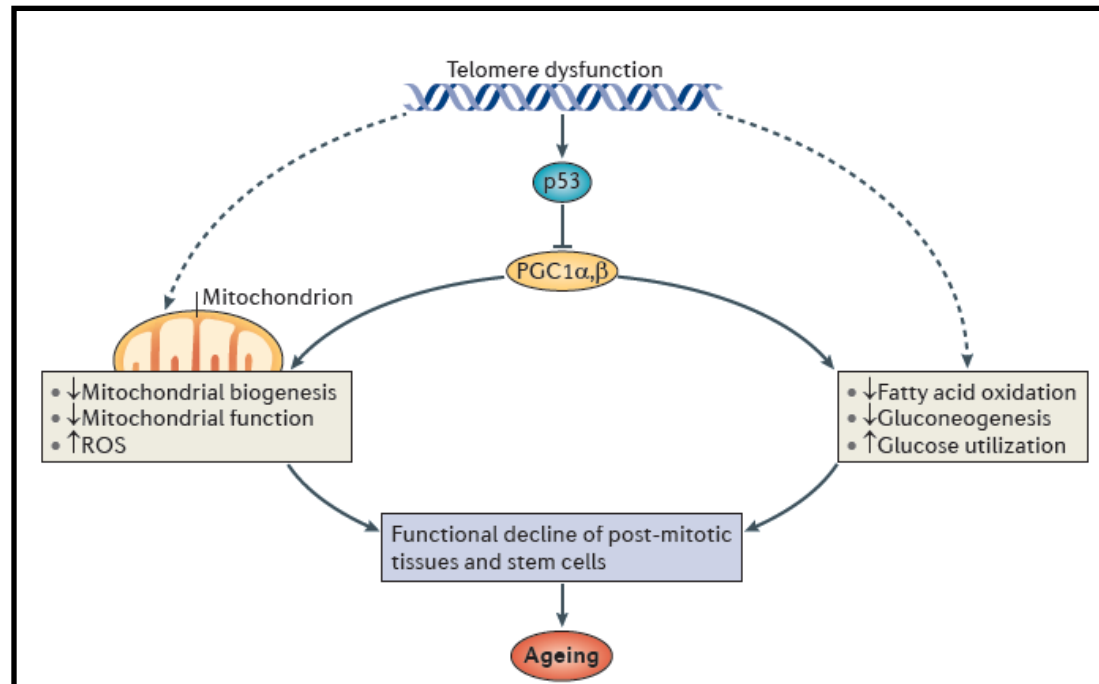 Telomere dysfunction
p53
PGC1α,β
Mitochondrion
• ↓Mitochondrial biogenesis
• ↓Mitochondrial function
• ↑ROS
• ↓Fatty acid oxidation
• ↓Gluconeogenesis
• ↑Glucose utilization
Functional decline of post-mitotic
tissues and stem cells
Ageing